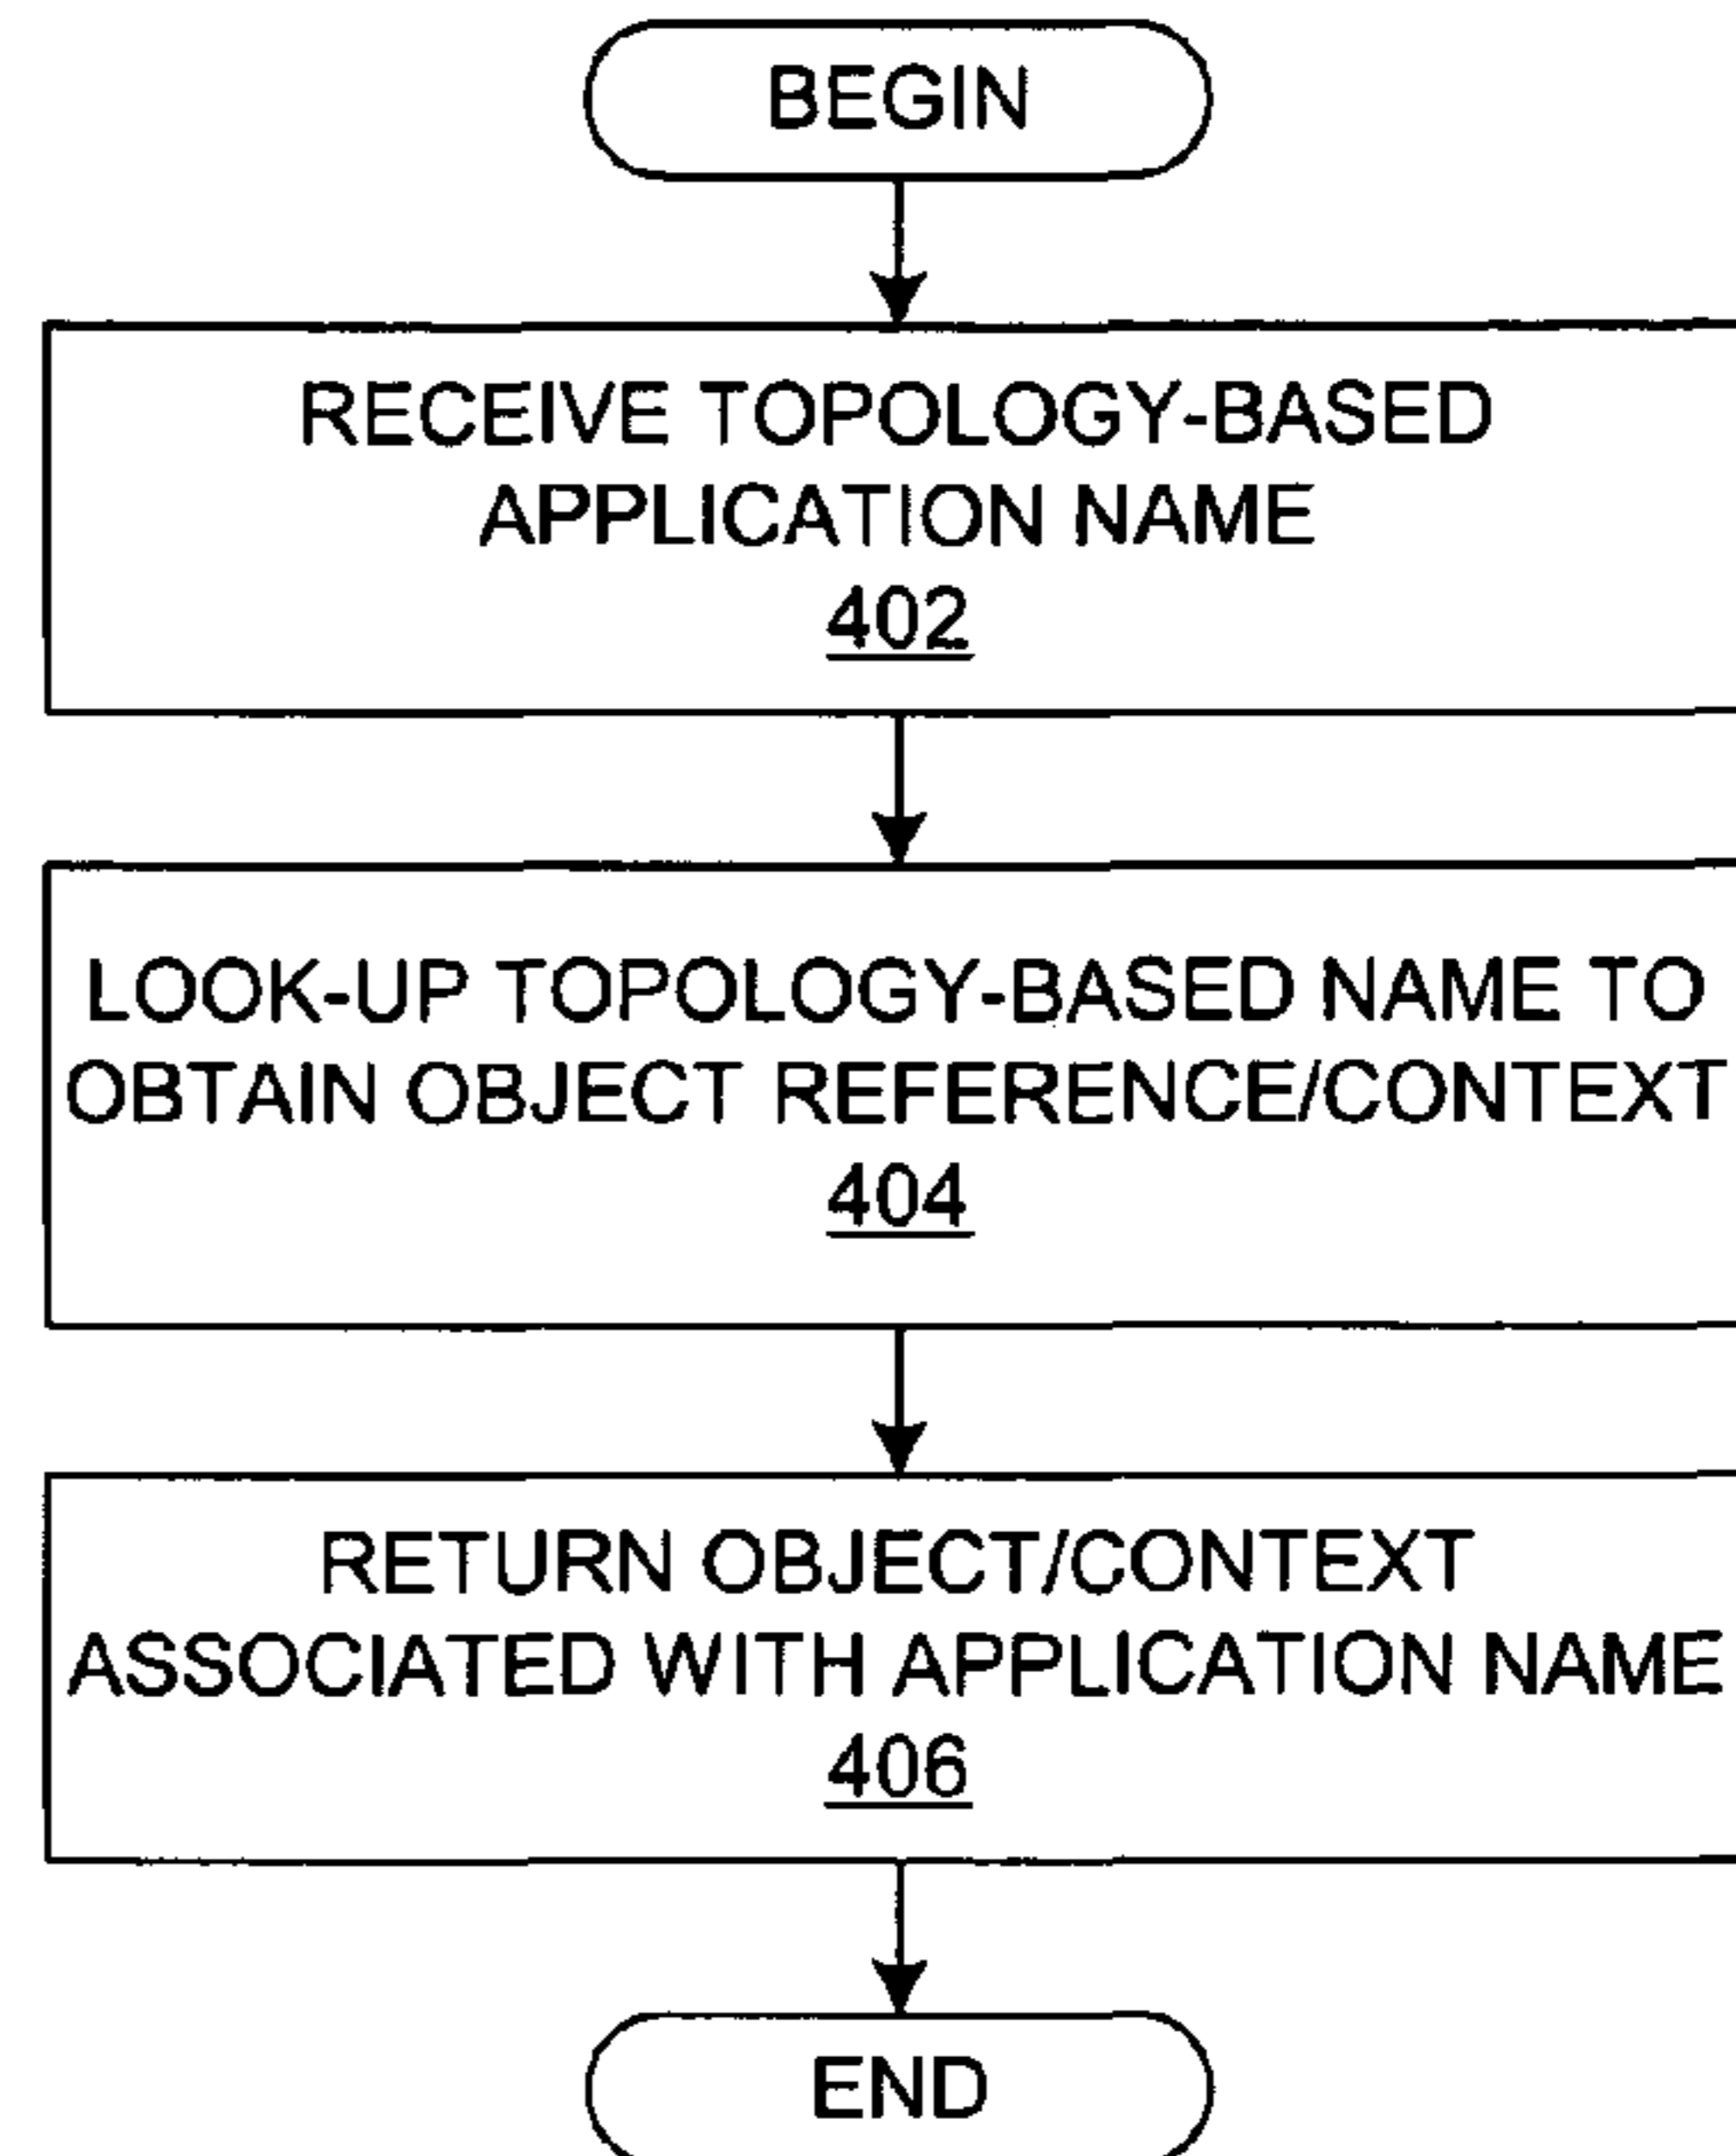 BEGIN
RECEIVE TOPOLOGY-BASED
APPLICATION NAME
402
LOOK-UP TOPOLOGY-BASED NAME TO
OBTAIN OBJECT REFERENCE/CONTEXT
404
RETURN OBJECT/CONTEXT
ASSOCIATED WITH APPLICATION NAME
406
END